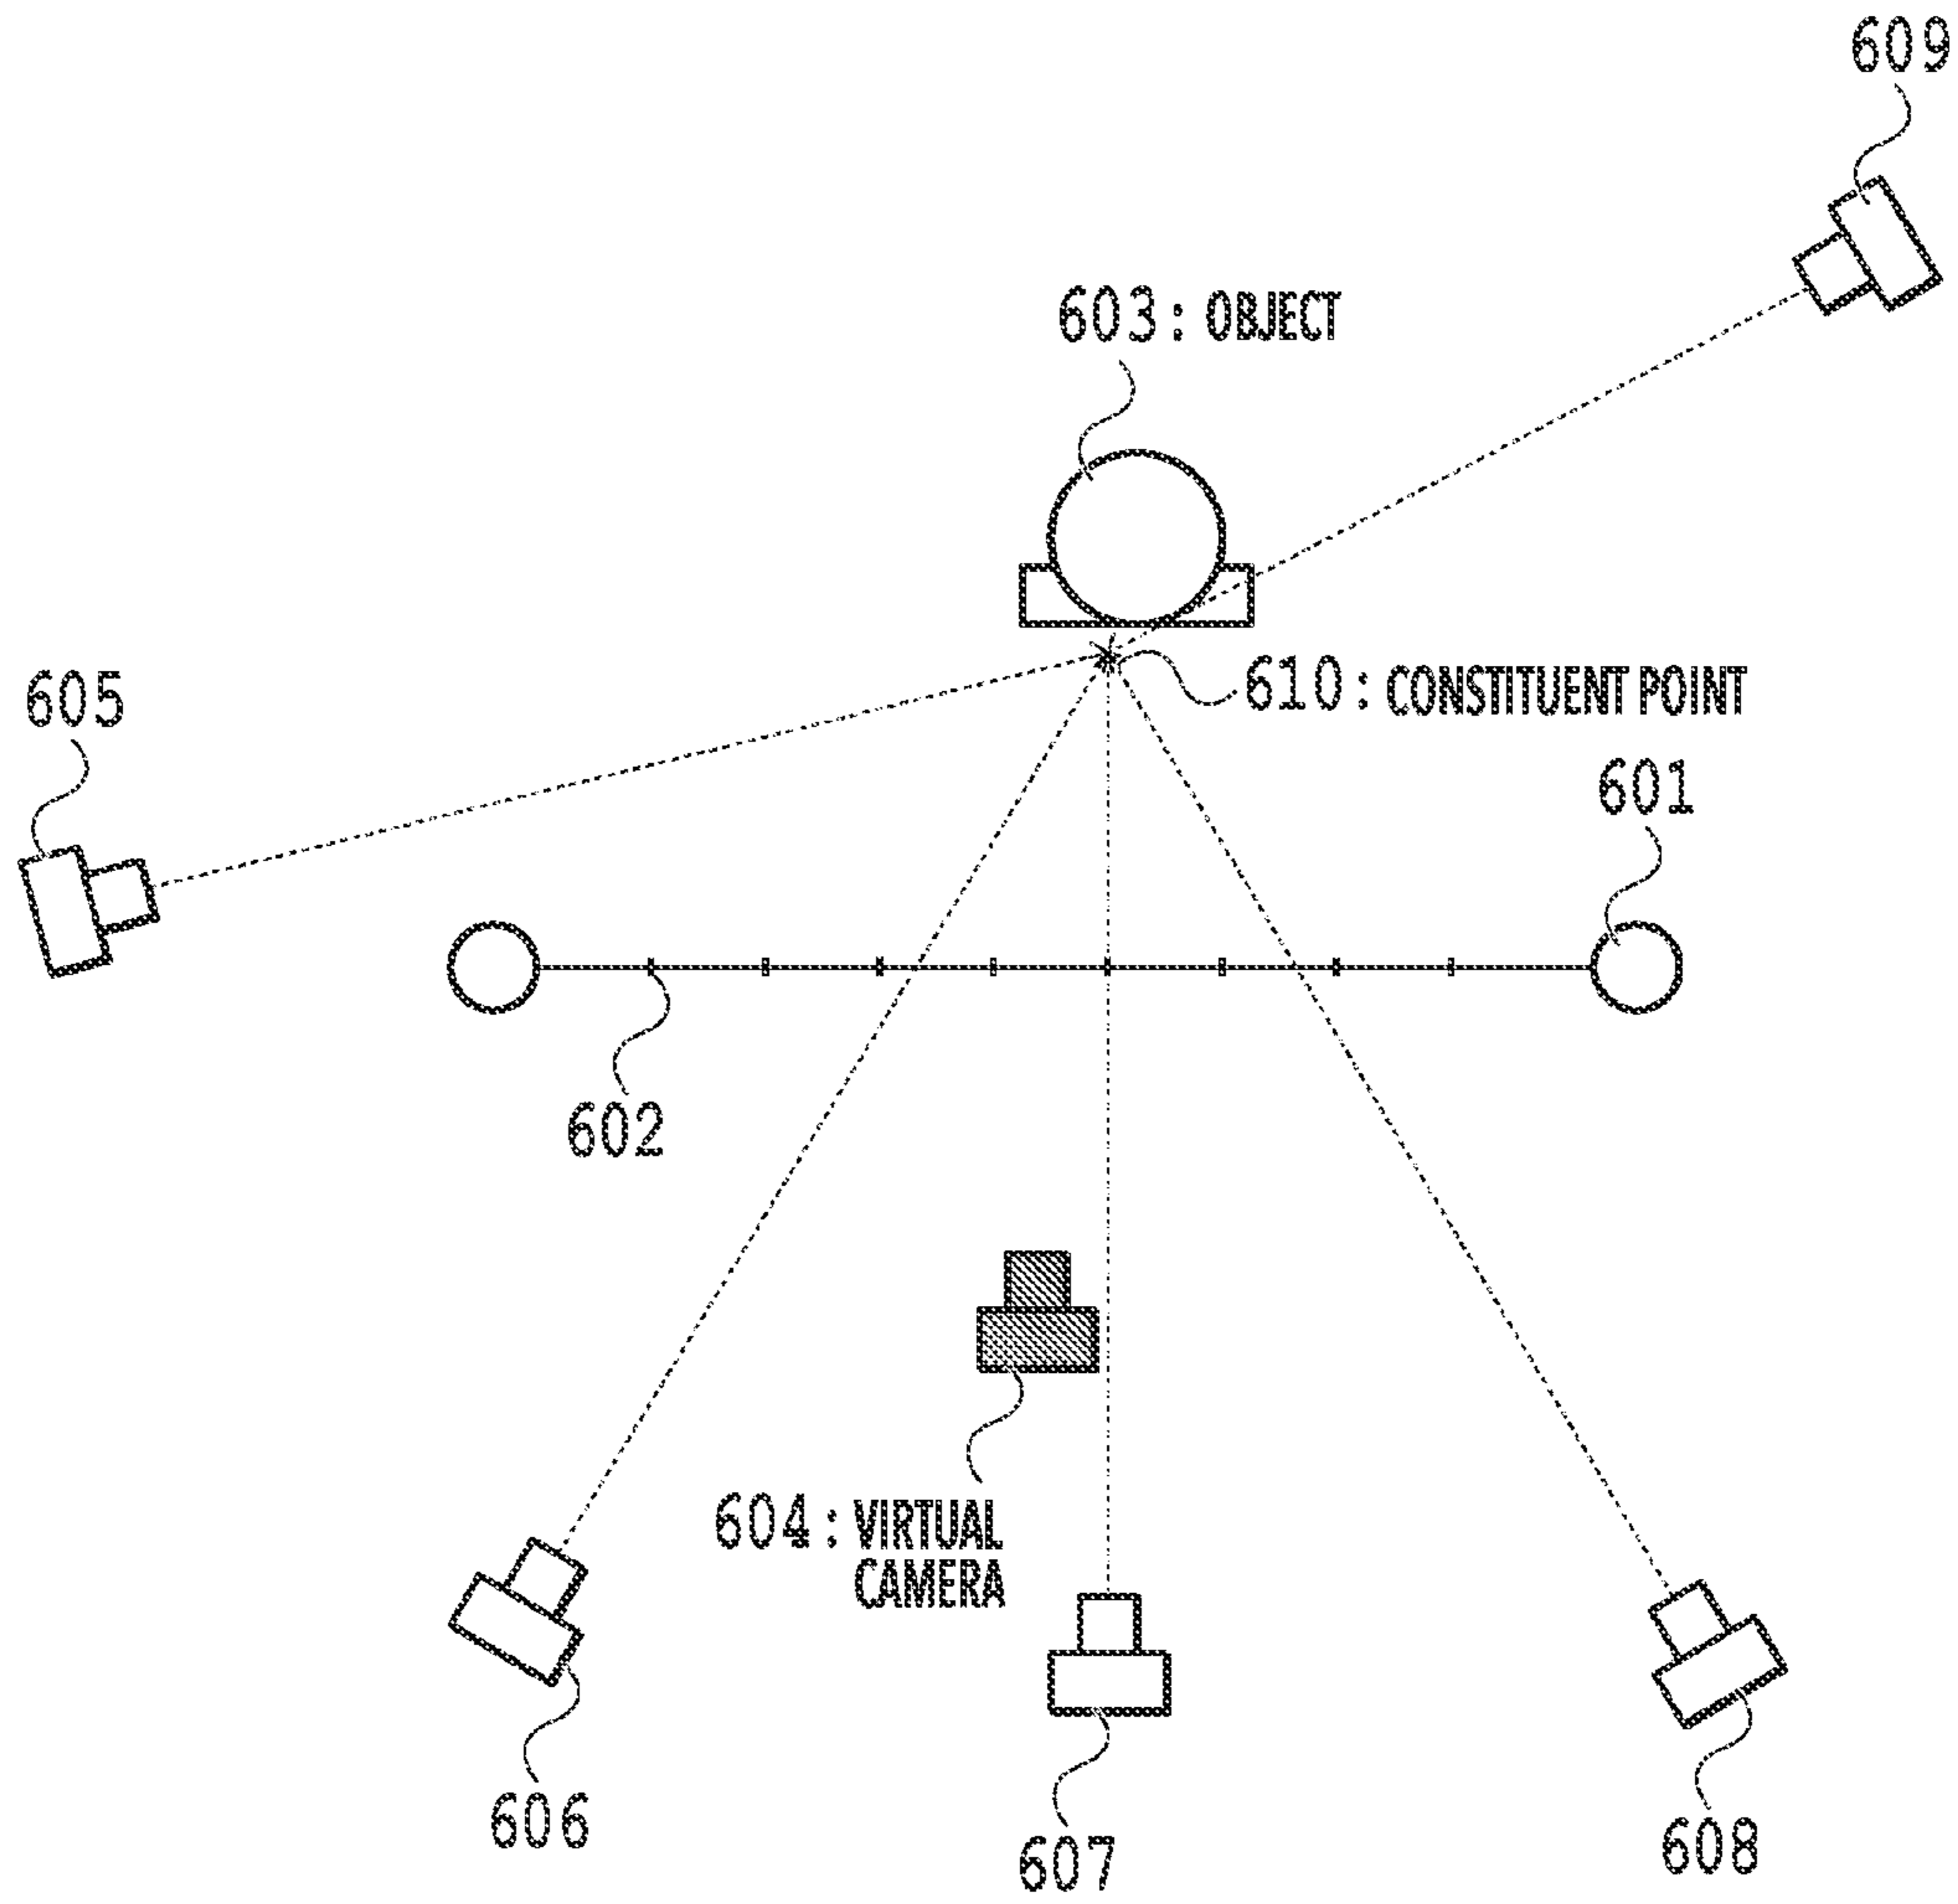 609
603 : OBJECT
610 : CONSTITUENT POINT
605
601
602
604 : VIRTUAL
CAMERA
606
607
608